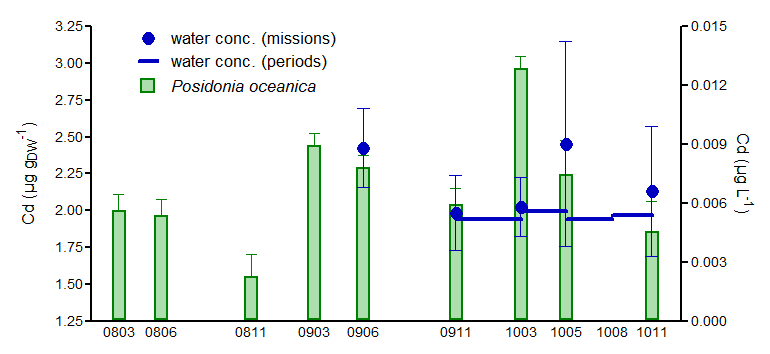 3.25
3.00
2.75
2.50
2.25
2.00
1.75
1.50
1.25
Cd (µg gDW-1)
water conc. (missions)
water conc. (periods)
Posidonia oceanica
0.015
0.012
0.009
0.006
0.003
0.000
Cd (µg L-1)
0803 0806 0811 0903 0906 0911 1003 1005 1008 1011